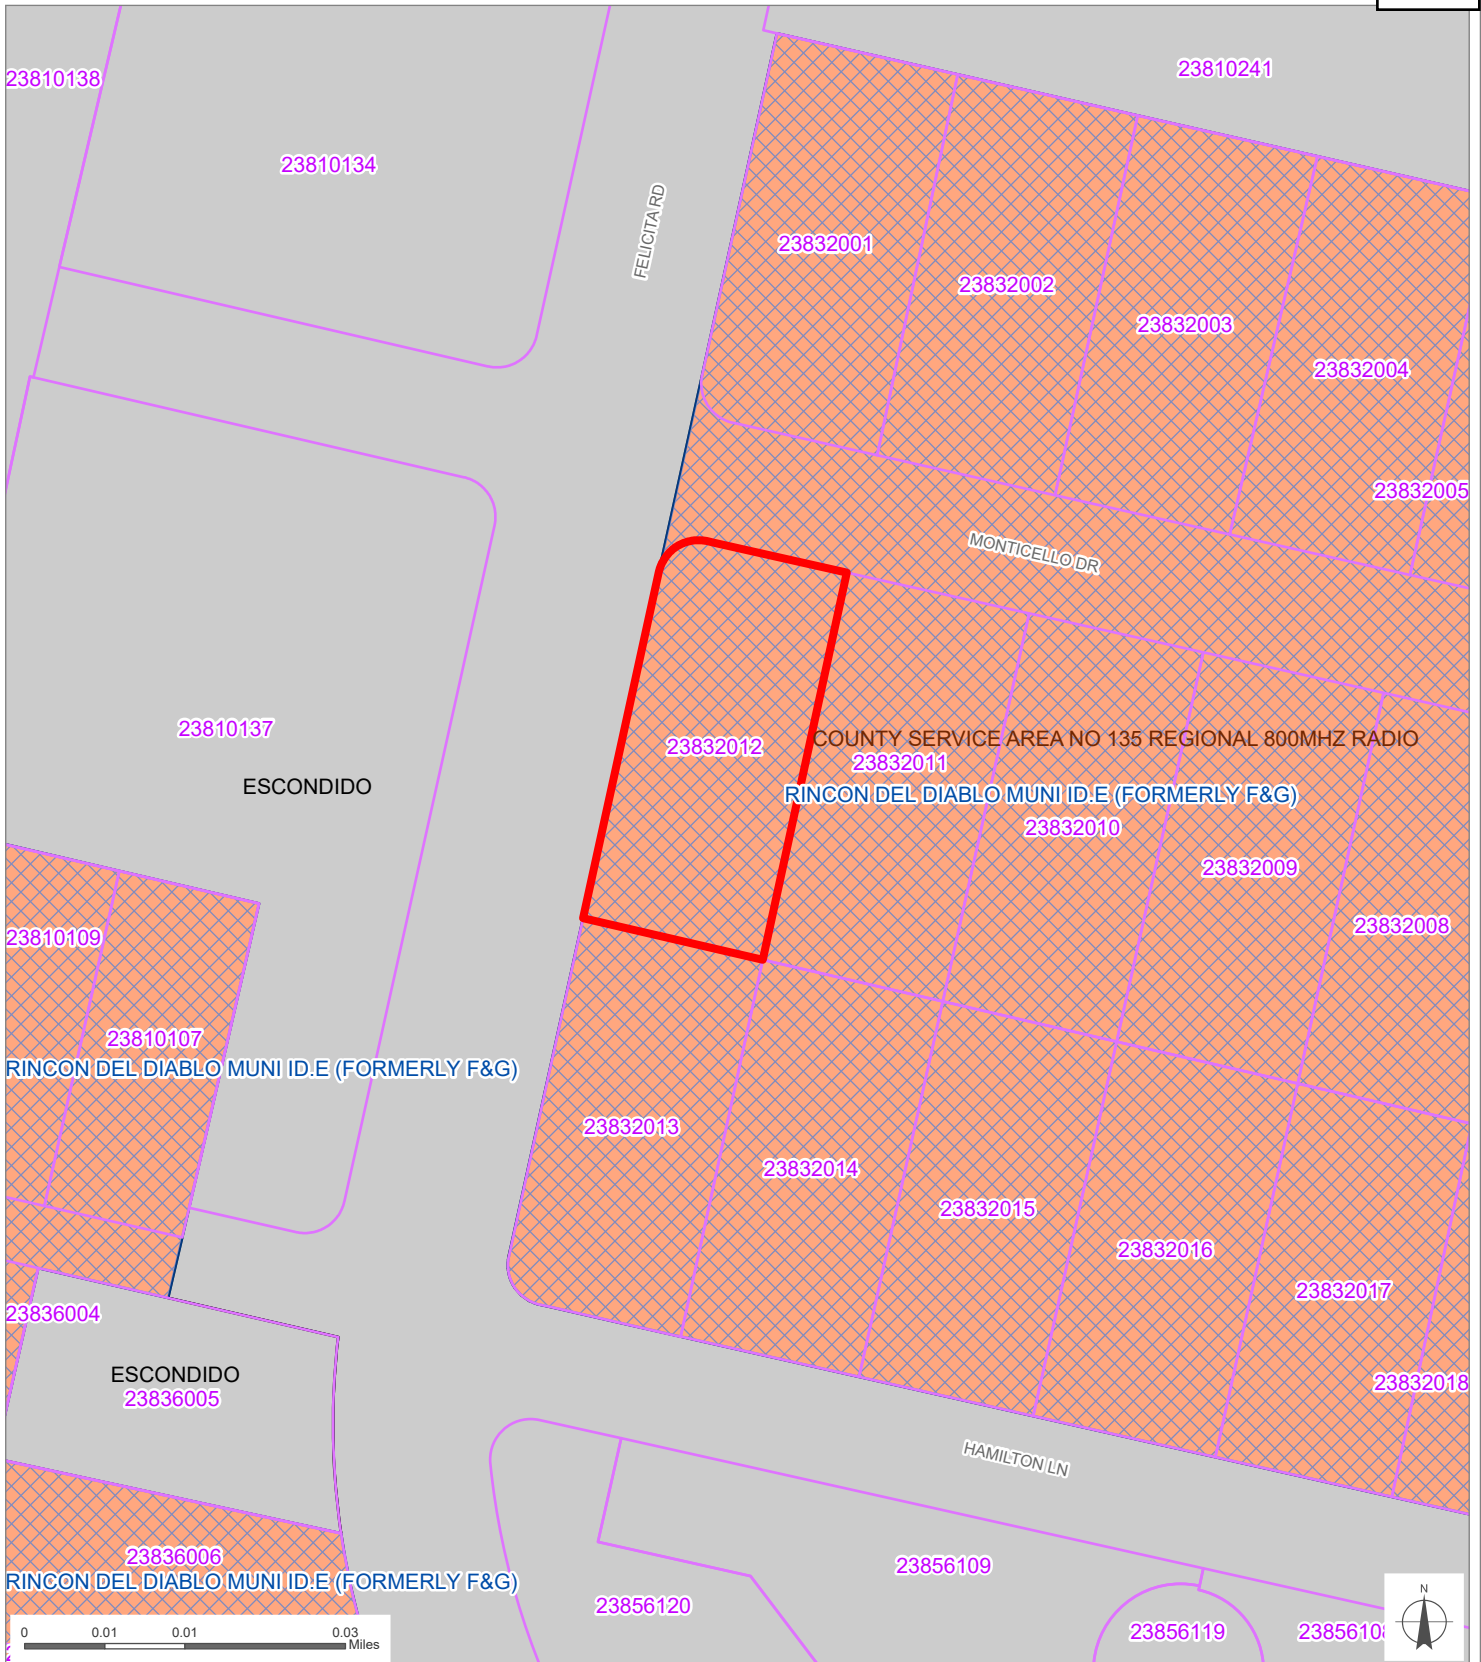 23810241
23810138
23810134
FELICITA RD
23832001
23832002
23832003
23832004
23832005
MONTICELLO DR
23810137
23832012
COUNTY SERVICE AREA NO 135 REGIONAL 800MHZ RADIO
23832011
ESCONDIDO
RINCON DEL DIABLO MUNI ID.E (FORMERLY F&G)
23832010
23832009
23832008
23810109
23810107
RINCON DEL DIABLO MUNI ID.E (FORMERLY F&G)
23832013
23832014
23832015
23832016
23832017
23836004
ESCONDIDO
23836005
23832018
HAMILTON LN
23836006
RINCON DEL DIABLO MUNI ID.E (FORMERLY F&G)
23856109
23856120
23856119
2385610
N
0 0.01 0.01 0.03
Miles